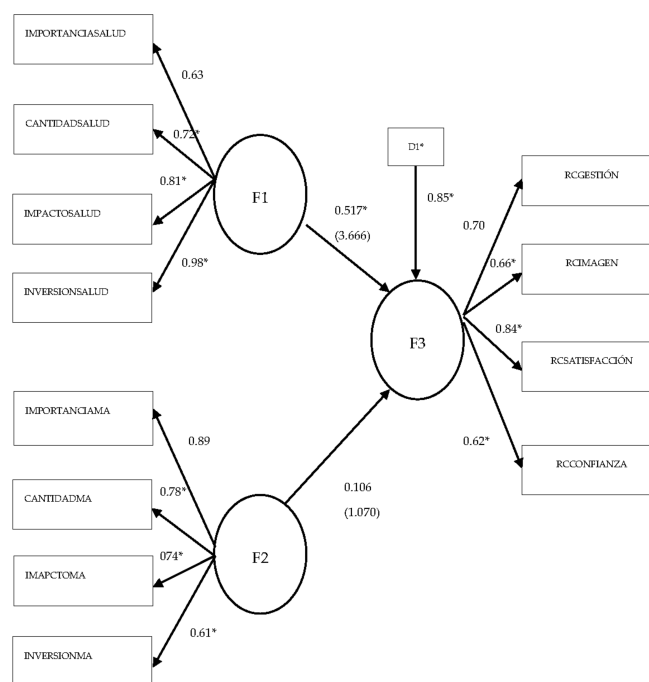 IMPORTANCIASALUD
0.63
CANTIDADSALUD
0.72*
IMPACTOSALUD
0.81*
INVERSIONSALUD
0.98*
F1
0.517*
(3.666)
D1*
0.85*
F3
RCGESTIÓN
0.70
RCIMAGEN
0.66*
RCSATISFACCIÓN
0.84*
RCCONFIANZA
0.62*
IMPORTANCIAMA
0.89
CANTIDADMA
0.78*
IMAPCTOMA
074*
INVERSIONMA
0.61*
F2
0.106
(1.070)